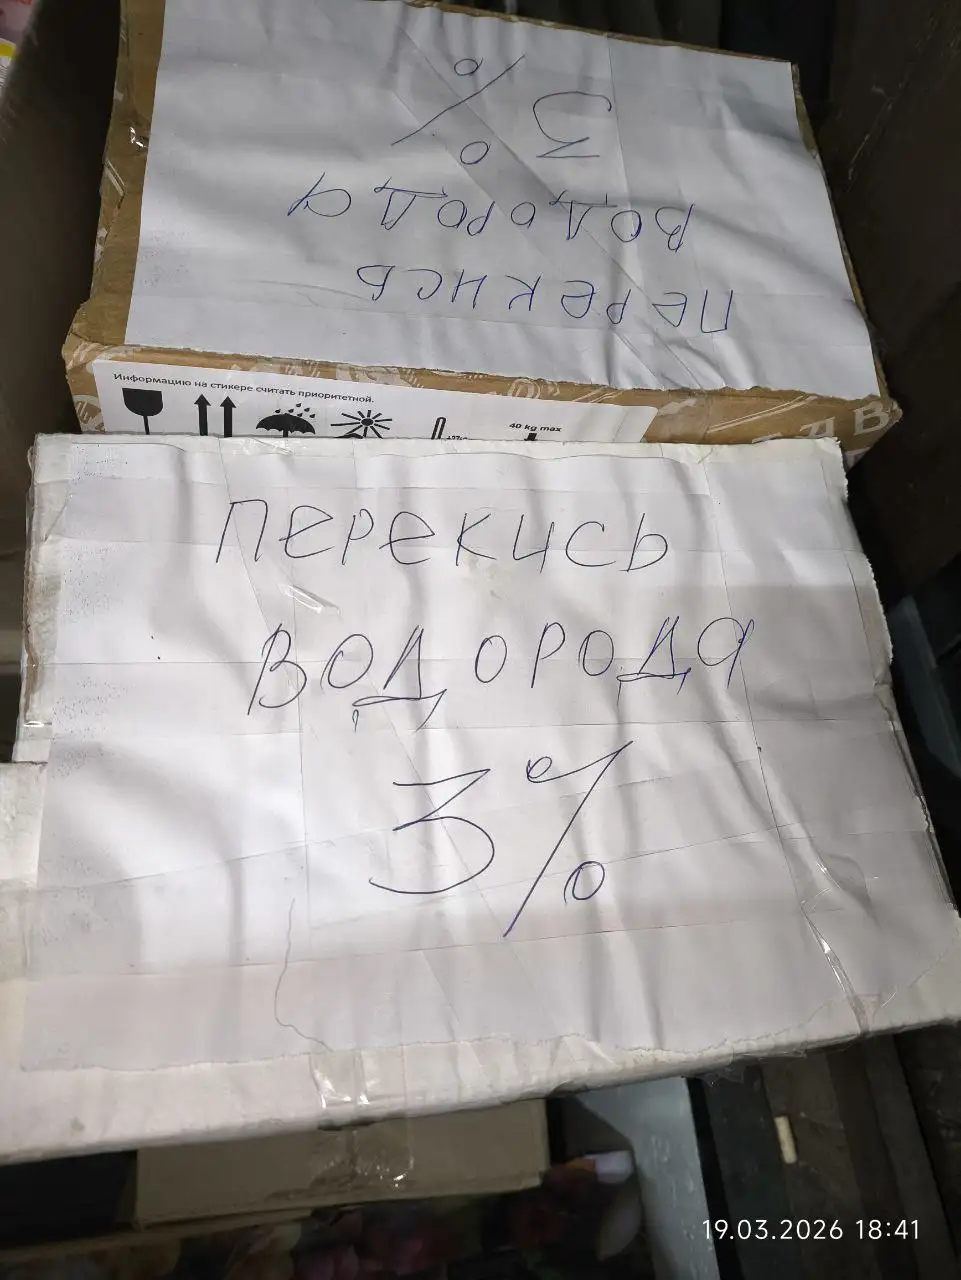 3%
ВОДОРОДА
ПЕРЕКИСЬ
Информацию на стикере считать приоритетной.
40 kg max
ПЕРЕКИСЬ
ВОДОРОДА
3%
19.03.2026 18:41